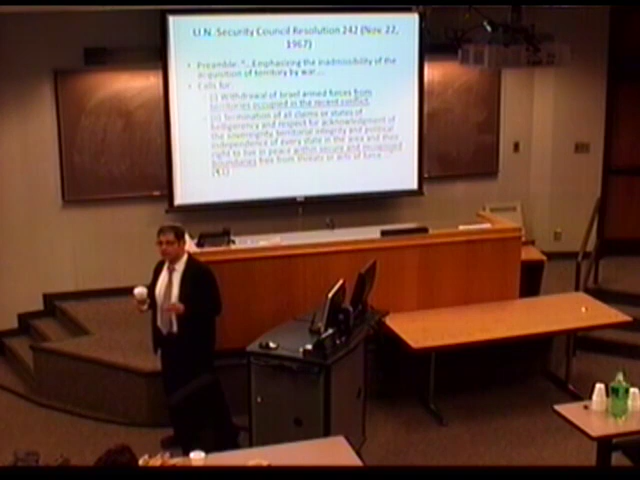 U.N. Security Council Resolution 242 (Nov. 22,
1967)
• Preamble: "... Emphasizing the inadmissibility of the
acquisition of territory by war....
• Calls for:
(i) Withdrawal of Israel armed forces from
territories occupied in the recent conflict;
(ii) Termination of all claims or states of
belligerency and respect for acknowledgment of
the sovereignty, territorial integrity and political
independence of every state in the area and their
right to live in peace within secure and recognized
boundaries free from threats or acts of force